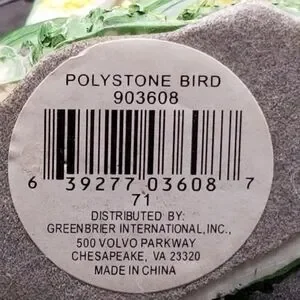 POLYSTONE BIRD
903608
6 39277 03608 7
71
DISTRIBUTED BY:
GREENBRIER INTERNATIONAL,INC.,
500 VOLVO PARKWAY
CHESAPEAKE, VA 23320
MADE IN CHINA